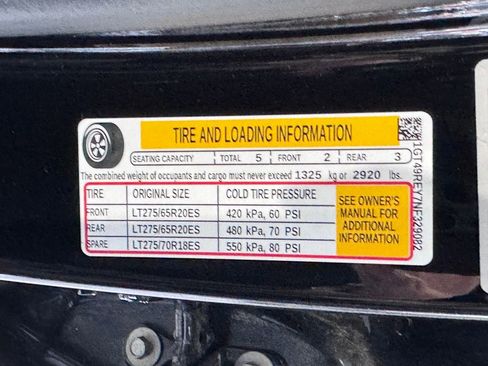 TIRE AND LOADING INFORMATION
SEATING CAPACITY TOTAL 5 FRONT 2 REAR 3
The combined weight of occupants and cargo must never exceed 1325 kg or 2920 lbs.
TIRE ORIGINAL SIZE COLD TIRE PRESSURE
FRONT LT275/65R20ES 420 kPa, 60 PSI
REAR LT275/65R20ES 480 kPa, 70 PSI
SPARE LT275/70R18ES 550 kPa, 80 PSI
SEE OWNER'S
MANUAL FOR
ADDITIONAL
INFORMATION
1GT49REY7NF329082